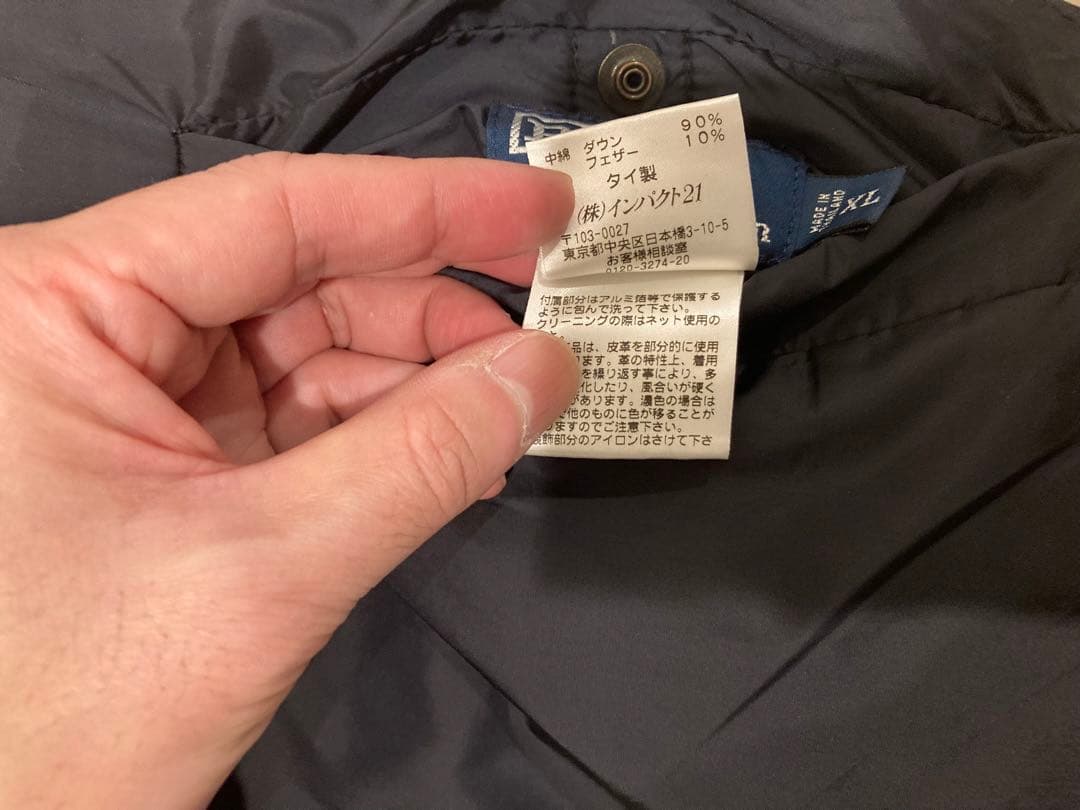 中綿 ダウン 90%
フェザー 10%
タイ製
(株)インパクト21
〒103-0027
東京都中央区日本橋3-10-5
お客様相談室
0120-3274-20
付属部分はアルミ箔等で保護する
ように包んで洗って下さい。
クリーニングの際はネット使用の
品は、皮革を部分的に使用
ます。革の特性上、着用
を繰り返す事により、多
化したり、風合いが硬く
があります。濃色の場合は
で他のものに色が移ることが
りますのでご注意下さい。
装飾部分のアイロンはさけて下さ
MADE IN
THAILAND
XL